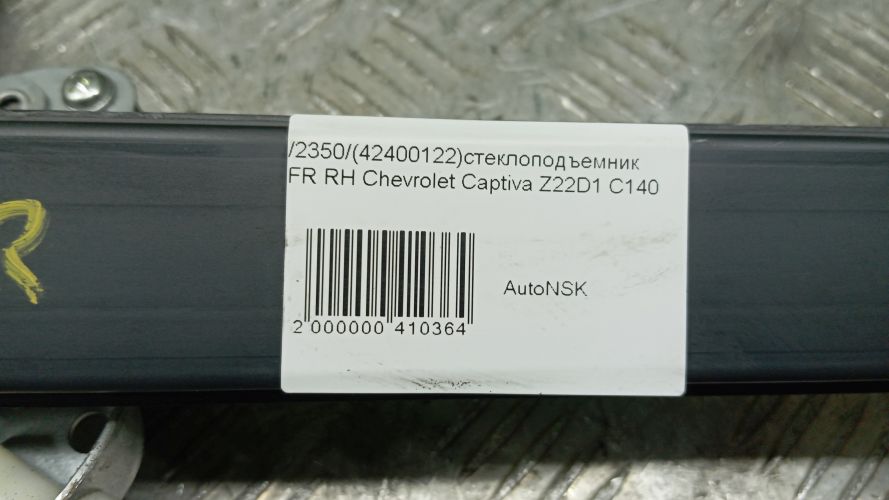 /2350/(42400122)стеклоподъемник
FR RH Chevrolet Captiva Z22D1 C140
AutoNSK
2 000000 410364